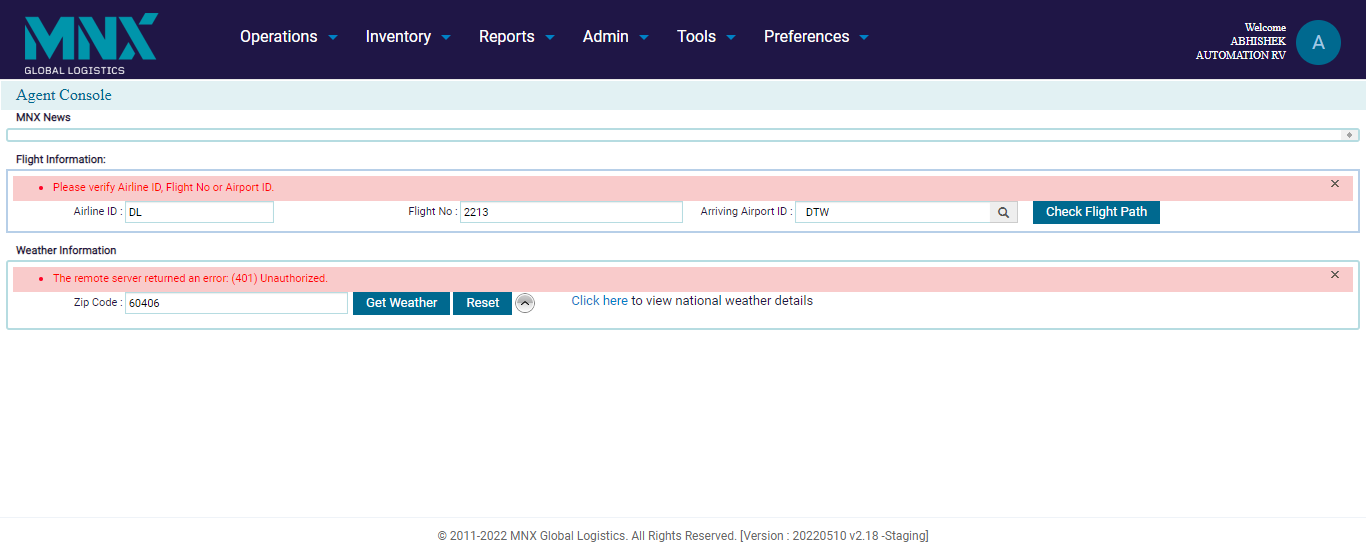 MNX
GLOBAL LOGISTICS
Operations Inventory Reports Admin Tools Preferences
Welcome
ABHISHEK
AUTOMATION RV
A
Agent Console
MNX News
Flight Information:
Please verify Airline ID, Flight No or Airport ID.
Airline ID : DL Flight No : 2213 Arriving Airport ID : DTW Check Flight Path
Weather Information
The remote server returned an error: (401) Unauthorized.
Zip Code : 60406 Get Weather Reset Click here to view national weather details
© 2011-2022 MNX Global Logistics. All Rights Reserved. [Version : 20220510 v2.18 -Staging]